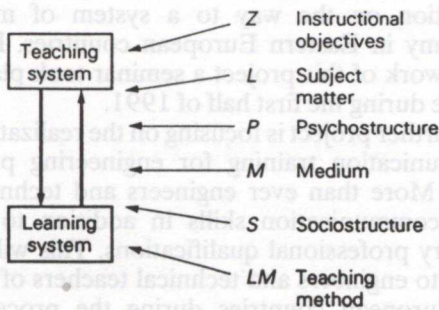 Teaching
system
Learning
system
Z Instructional
objectives
L Subject
matter
P Psychostructure
M Medium
S Sociostructure
LM Teaching
method